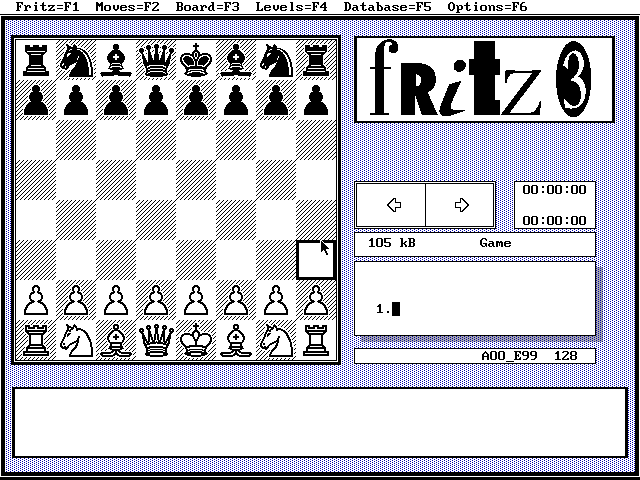 Fritz=F1 Moves=F2 Board=F3 Levels=F4 Database=F5 Options=F6
fRitz 3
00:00:00
00:00:00
105 kB Game
1.
A00_E99 128